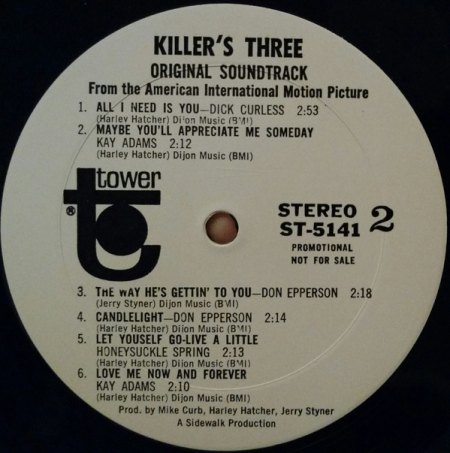 KILLER'S THREE
ORIGINAL SOUNDTRACK
From the American International Motion Picture
1. ALL I NEED IS YOU—DICK CURLESS 2:53
(Harley Hatcher) Dijon Music (BMI)
2. MAYBE YOU'LL APPRECIATE ME SOMEDAY
KAY ADAMS 2:12
(Harley Hatcher) Dijon Music (BMI)
tower
®
STEREO 2
ST-5141
PROMOTIONAL
NOT FOR SALE
3. THE WAY HE'S GETTIN' TO YOU—DON EPPERSON 2:18
(Jerry Styner) Dijon Music (BMI)
4. CANDLELIGHT—DON EPPERSON 2:14
(Harley Hatcher) Dijon Music (BMI)
5. LET YOUSELF GO-LIVE A LITTLE
HONEYSUCKLE SPRING 2:13
(Harley Hatcher) Dijon Music (BMI)
6. LOVE ME NOW AND FOREVER
KAY ADAMS 2:10
(Harley Hatcher) Dijon Music (BMI)
Prod. by Mike Curb, Harley Hatcher, Jerry Styner
A Sidewalk Production